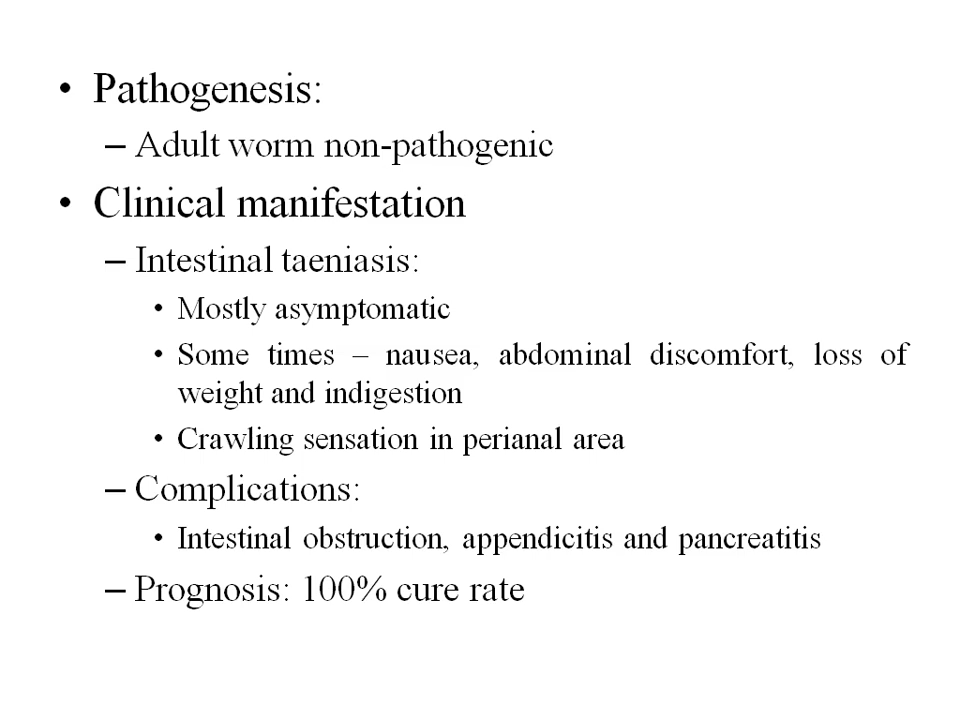 • Pathogenesis:
– Adult worm non-pathogenic
• Clinical manifestation
– Intestinal taeniasis:
• Mostly asymptomatic
• Some times – nausea, abdominal discomfort, loss of
weight and indigestion
• Crawling sensation in perianal area
– Complications:
• Intestinal obstruction, appendicitis and pancreatitis
– Prognosis: 100% cure rate